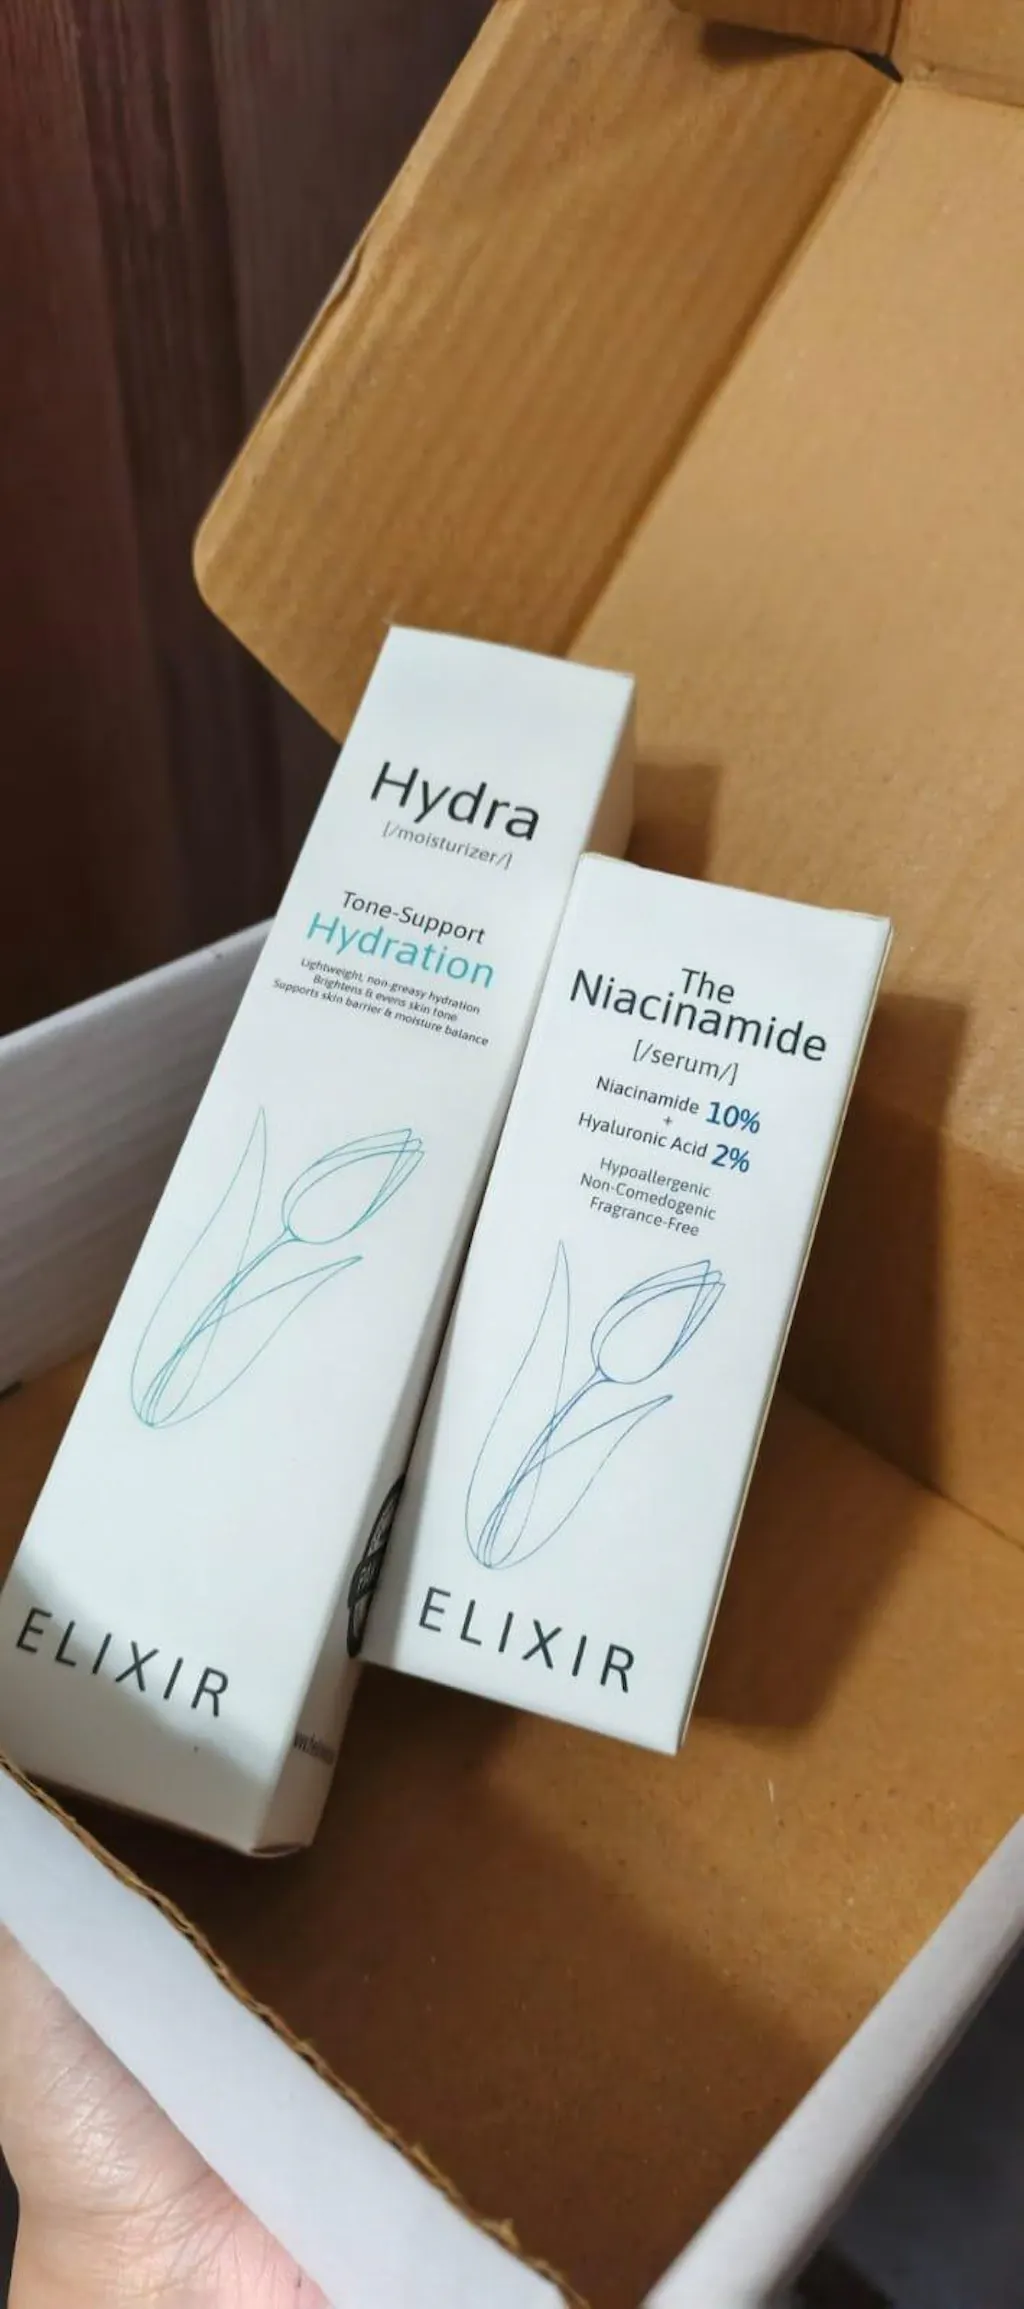 Hydra
[/moisturizer/]
Tone-Support
Hydration
Lightweight, non-greasy hydration
Brightens & evens skin tone
Supports skin barrier & moisture balance
ELIXIR
The
Niacinamide
[/serum/]
Niacinamide 10%
+
Hyaluronic Acid 2%
Hypoallergenic
Non-Comedogenic
Fragrance-Free
ELIXIR